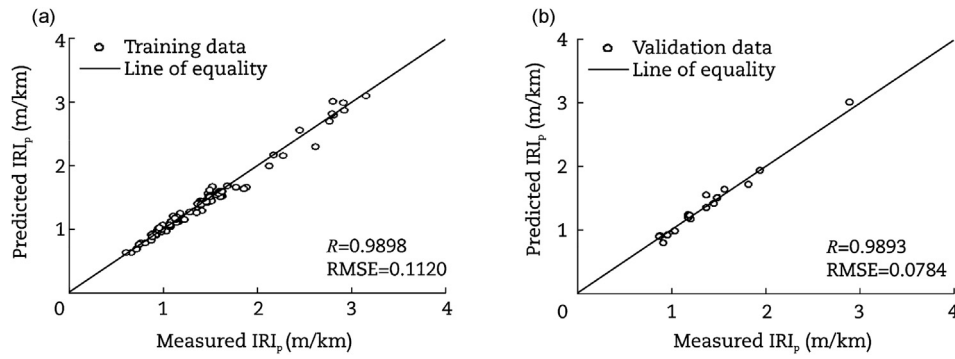 (a)
Training data
Line of equality
Predicted IRIp (m/km)
4
3
2
1
0
1
2
3
4
R=0.9898
RMSE=0.1120
Measured IRIp (m/km)
(b)
Validation data
Line of equality
Predicted IRIp (m/km)
4
3
2
1
0
1
2
3
4
R=0.9893
RMSE=0.0784
Measured IRIp (m/km)